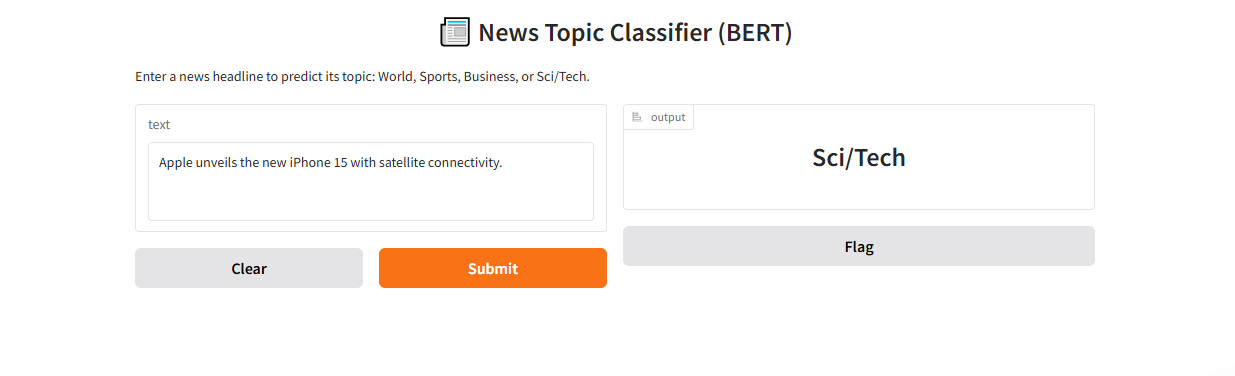 News Topic Classifier (BERT)
Enter a news headline to predict its topic: World, Sports, Business, or Sci/Tech.
text
Apple unveils the new iPhone 15 with satellite connectivity.
Clear
Submit
output
Sci/Tech
Flag